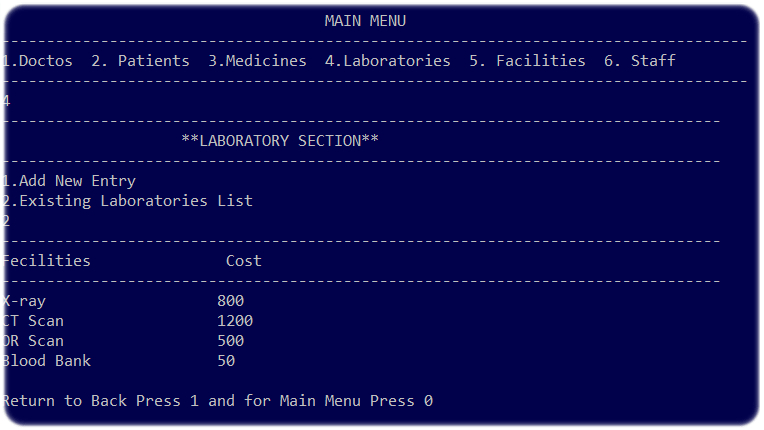 MAIN MENU
--------------------------------------------------------------------------------
1.Doctos  2. Patients  3.Medicines  4.Laboratories  5. Facilities  6. Staff
--------------------------------------------------------------------------------
4
--------------------------------------------------------------------------------
**LABORATORY SECTION**
--------------------------------------------------------------------------------
1.Add New Entry
2.Existing Laboratories List
2
--------------------------------------------------------------------------------
Fecilities Cost
--------------------------------------------------------------------------------
X-ray 800
CT Scan 1200
OR Scan 500
Blood Bank 50
Return to Back Press 1 and for Main Menu Press 0